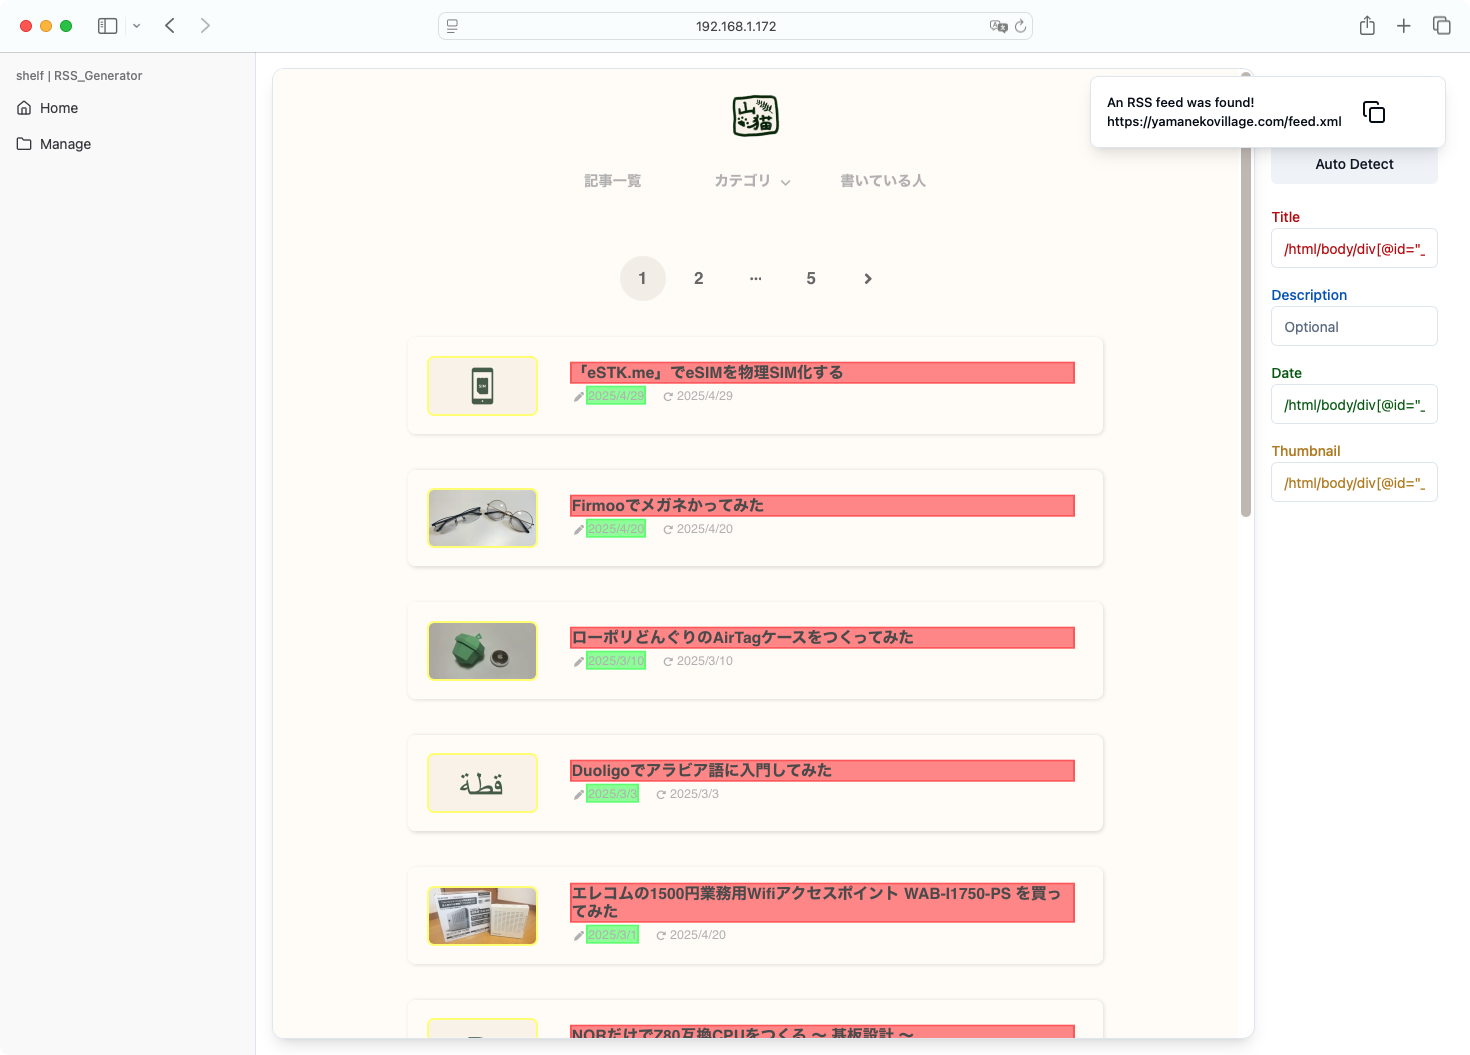 192.168.1.172
shelf | RSS_Generator
Home
Manage
An RSS feed was found!
https://yamanekovillage.com/feed.xml
山猫
記事一覧
カテゴリ
書いている人
1
2
...
5
「eSTK.me」でeSIMを物理SIM化する
2025/4/29
2025/4/29
SIM
Firmooでメガネかってみた
2025/4/20
2025/4/20
ローポリどんぐりのAirTagケースをつくってみた
2025/3/10
2025/3/10
قطة
Duoligoでアラビア語に入門してみた
2025/3/3
2025/3/3
エレコムの1500円業務用Wifiアクセスポイント WAB-I1750-PS を買っ
てみた
2025/3/1
2025/4/20
NORだけでZ80互換CPUをつくる 〜 基板設計 〜
Auto Detect
Title
/html/body/div[@id="_
Description
Optional
Date
/html/body/div[@id="_
Thumbnail
/html/body/div[@id="_